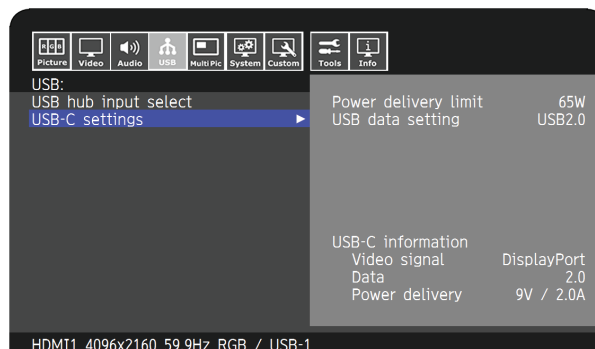 R G B
Picture Video Audio USB Multi Pic System Custom Tools Info
USB:
USB hub input select
USB-C settings
Power delivery limit 65W
USB data setting USB2.0
USB-C information
Video signal DisplayPort
Data 2.0
Power delivery 9V / 2.0A
HDMI1 4096x2160 59.9Hz RGB / USB-1